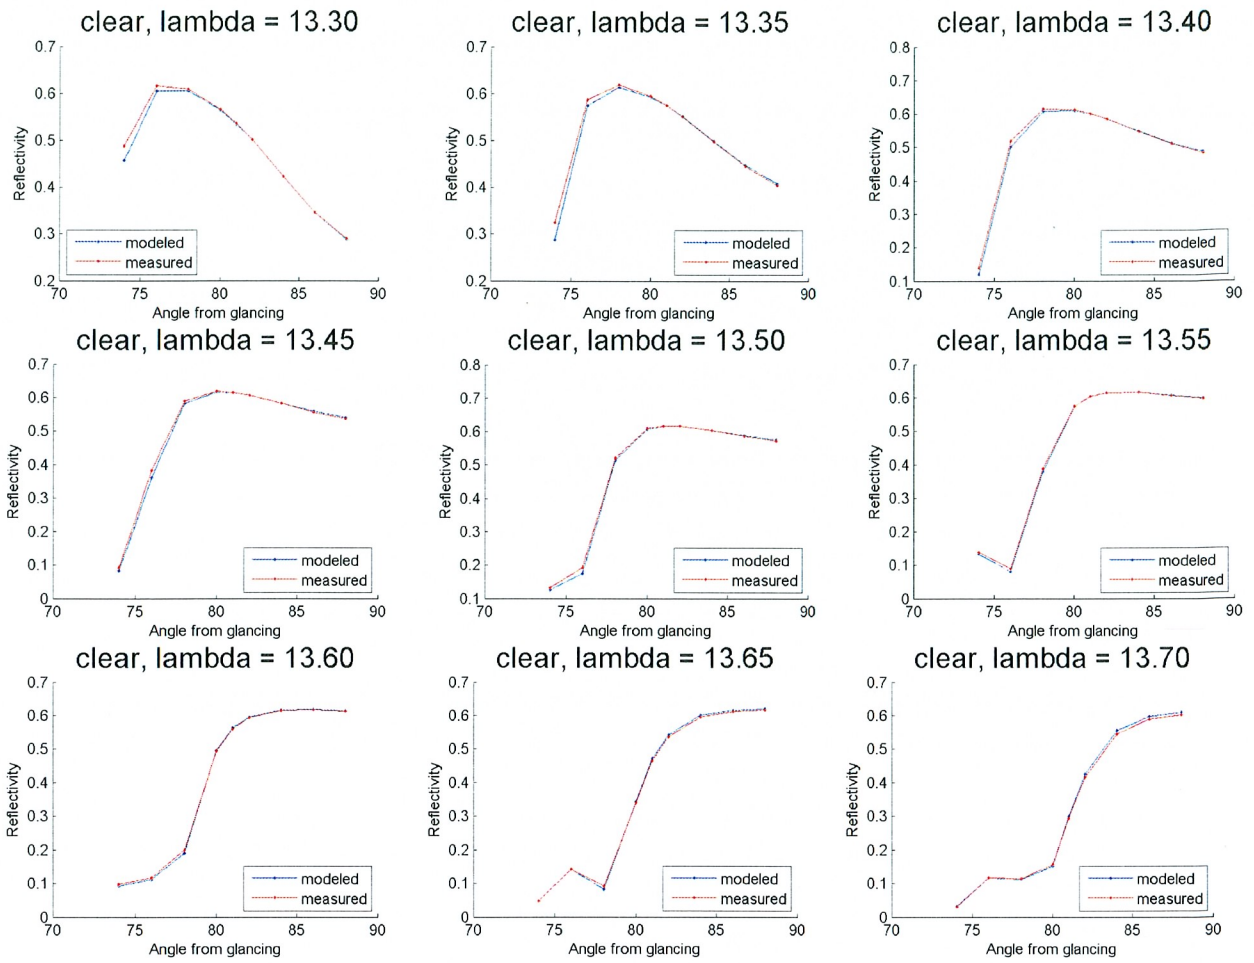 clear, lambda = 13.30
0.7
0.6
0.5
0.4
0.3
0.2
Reflectivity
modeled
measured
70 75 80 85 90
Angle from glancing
clear, lambda = 13.35
0.7
0.6
0.5
0.4
0.3
0.2
Reflectivity
modeled
measured
70 75 80 85 90
Angle from glancing
clear, lambda = 13.40
0.8
0.7
0.6
0.5
0.4
0.3
0.2
0.1
Reflectivity
modeled
measured
70 75 80 85 90
Angle from glancing
clear, lambda = 13.45
0.7
0.6
0.5
0.4
0.3
0.2
0.1
0
Reflectivity
modeled
measured
70 75 80 85 90
Angle from glancing
clear, lambda = 13.50
0.8
0.7
0.6
0.5
0.4
0.3
0.2
0.1
Reflectivity
modeled
measured
70 75 80 85 90
Angle from glancing
clear, lambda = 13.55
0.7
0.6
0.5
0.4
0.3
0.2
0.1
0
Reflectivity
modeled
measured
70 75 80 85 90
Angle from glancing
clear, lambda = 13.60
0.7
0.6
0.5
0.4
0.3
0.2
0.1
0
Reflectivity
modeled
measured
70 75 80 85 90
Angle from glancing
clear, lambda = 13.65
0.7
0.6
0.5
0.4
0.3
0.2
0.1
0
Reflectivity
modeled
measured
70 75 80 85 90
Angle from glancing
clear, lambda = 13.70
0.7
0.6
0.5
0.4
0.3
0.2
0.1
0
Reflectivity
modeled
measured
70 75 80 85 90
Angle from glancing